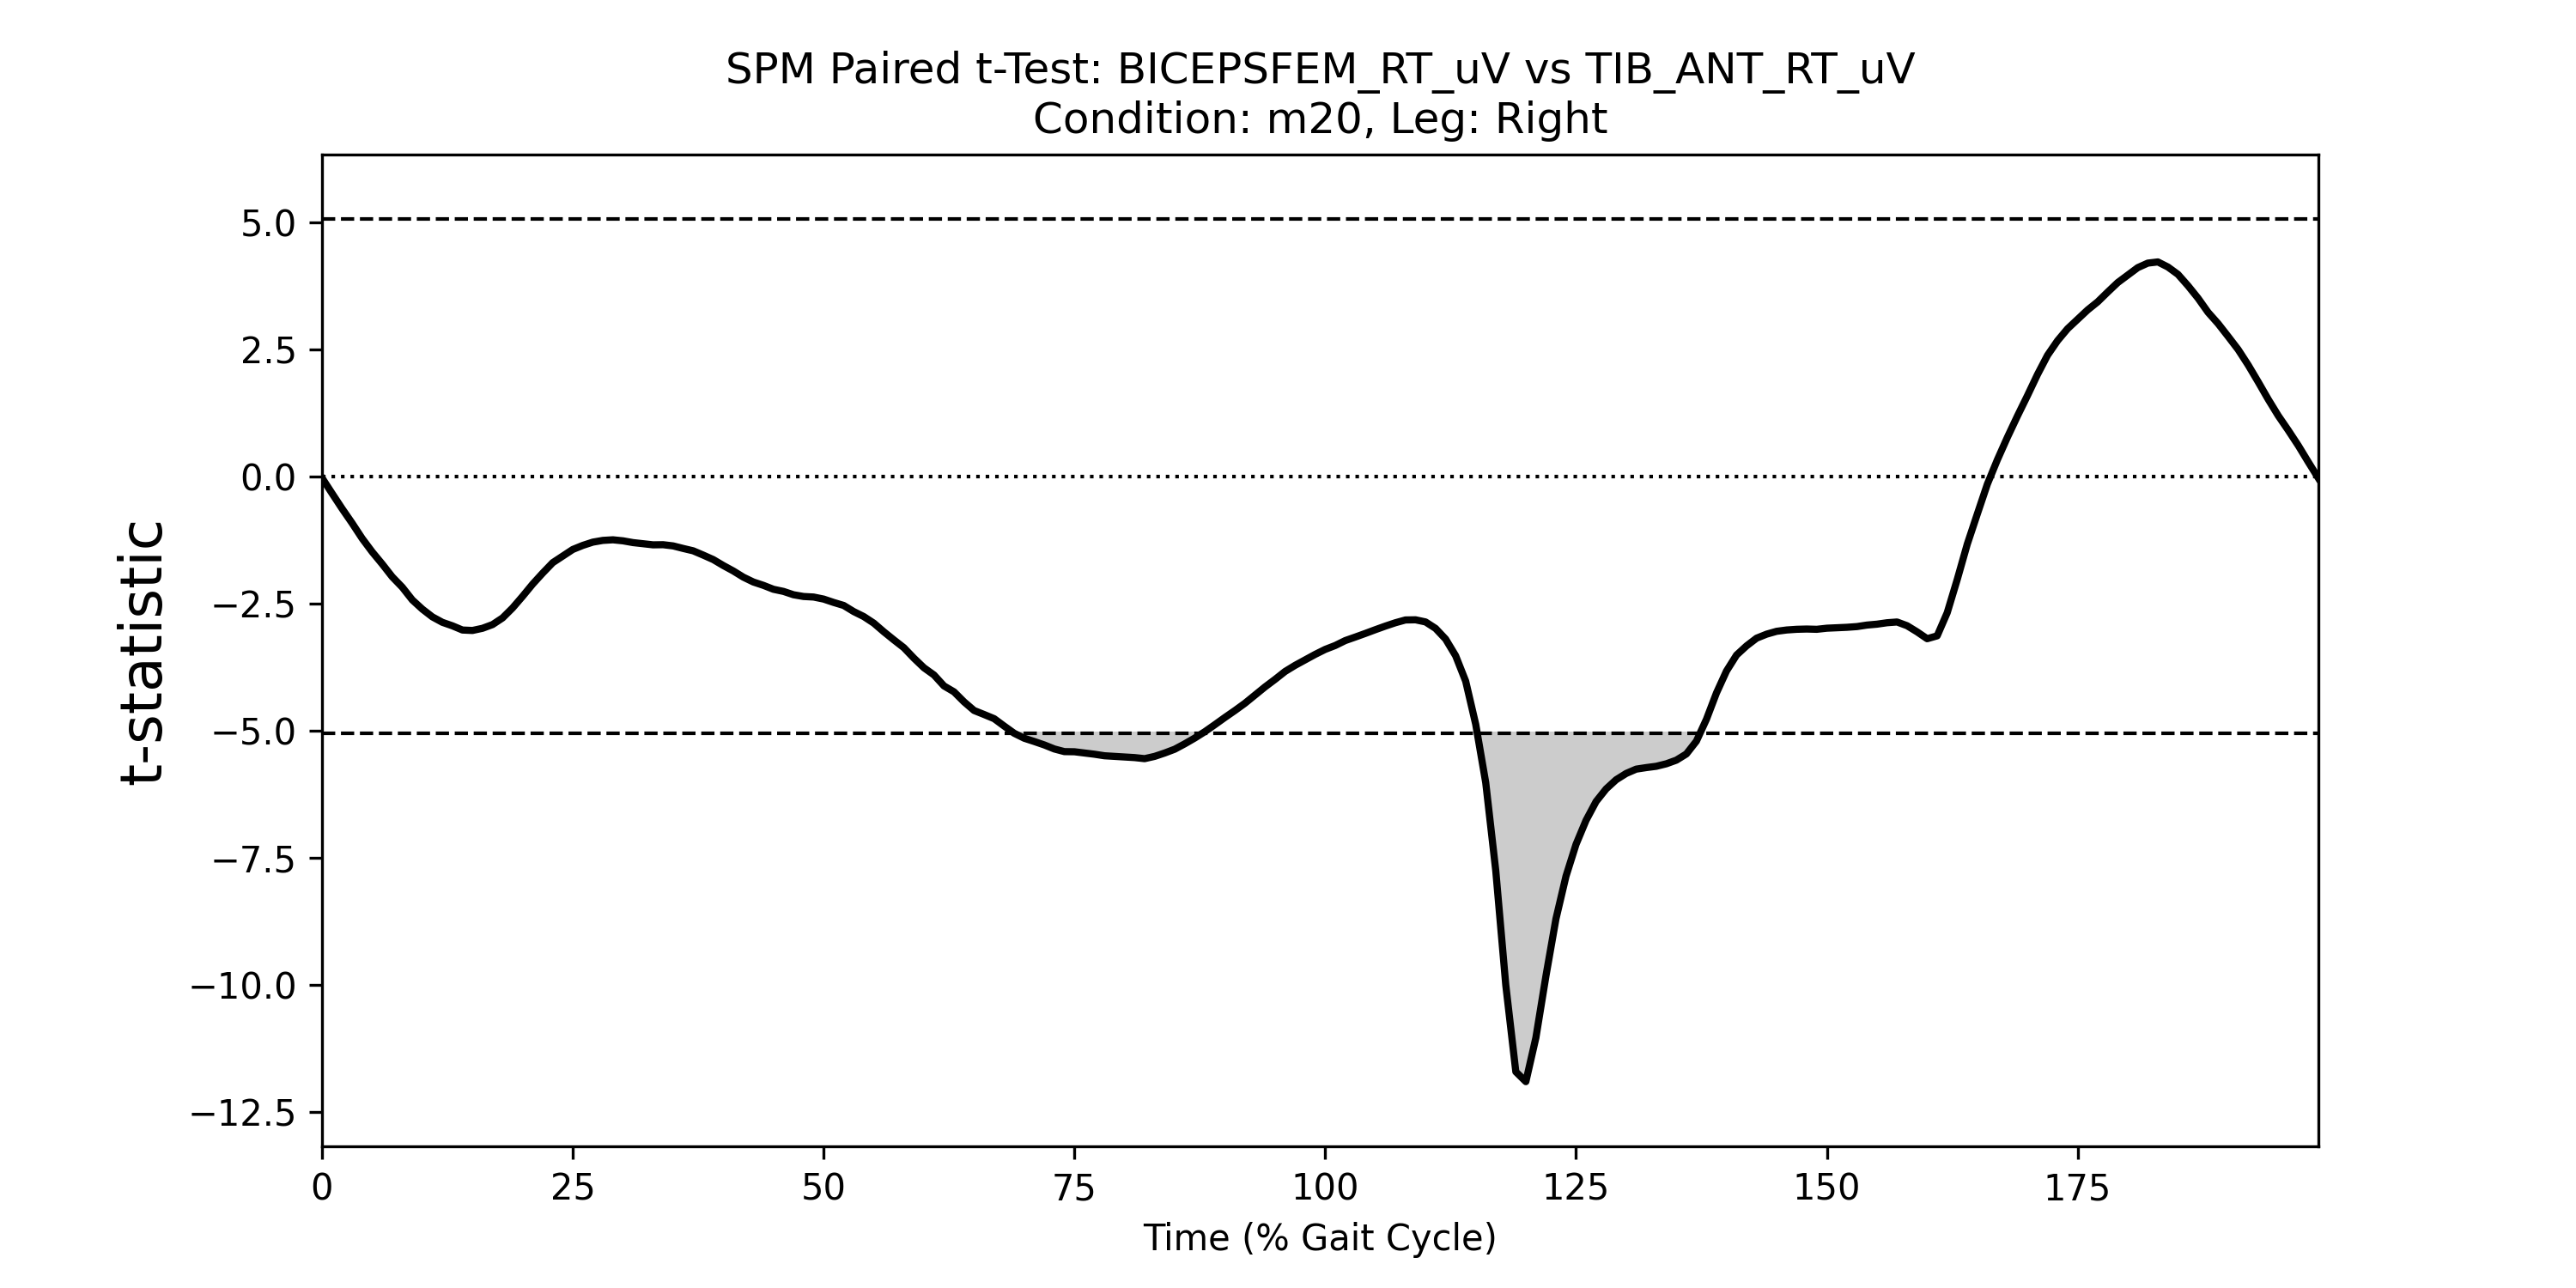 SPM Paired t-Test: BICEPSFEM_RT_uV vs TIB_ANT_RT_uV
Condition: m20, Leg: Right
5.0
2.5
0.0
−2.5
−5.0
−7.5
−10.0
−12.5
t-statistic
0 25 50 75 100 125 150 175
Time (% Gait Cycle)